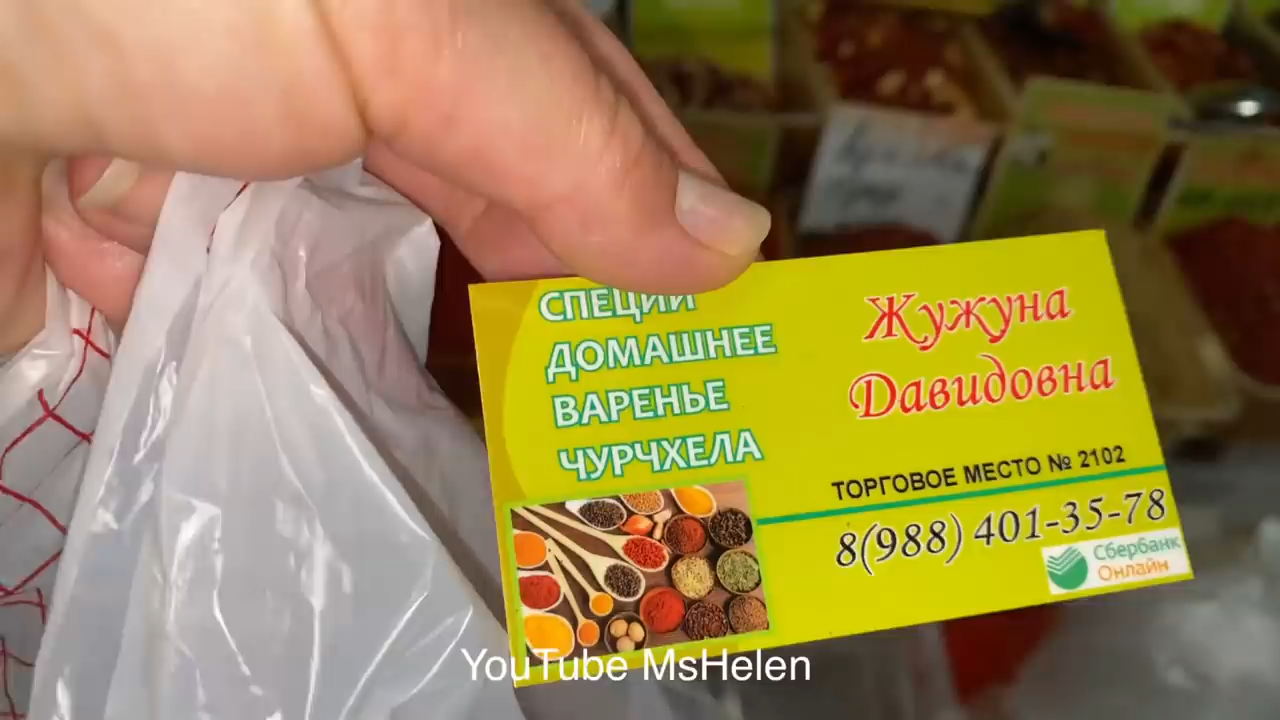 СПЕЦИИ
ДОМАШНЕЕ
ВАРЕНЬЕ
ЧУРЧХЕЛА
Жужуна
Давидовна
ТОРГОВОЕ МЕСТО № 2102
8(988) 401-35-78
Сбербанк
Онлайн
YouTube MsHelen